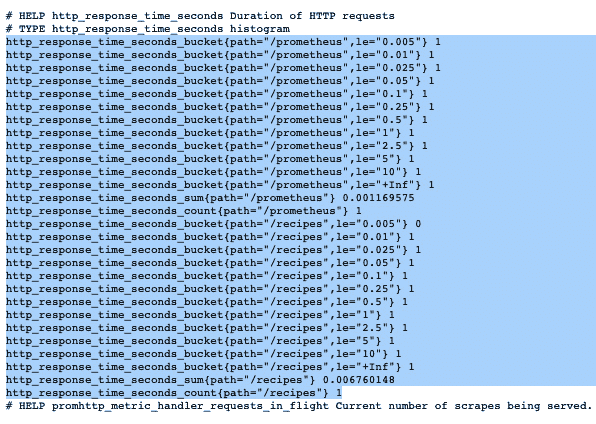 # HELP http_response_time_seconds Duration of HTTP requests
# TYPE http_response_time_seconds histogram
http_response_time_seconds_bucket{path="/prometheus",le="0.005"} 1
http_response_time_seconds_bucket{path="/prometheus",le="0.01"} 1
http_response_time_seconds_bucket{path="/prometheus",le="0.025"} 1
http_response_time_seconds_bucket{path="/prometheus",le="0.05"} 1
http_response_time_seconds_bucket{path="/prometheus",le="0.1"} 1
http_response_time_seconds_bucket{path="/prometheus",le="0.25"} 1
http_response_time_seconds_bucket{path="/prometheus",le="0.5"} 1
http_response_time_seconds_bucket{path="/prometheus",le="1"} 1
http_response_time_seconds_bucket{path="/prometheus",le="2.5"} 1
http_response_time_seconds_bucket{path="/prometheus",le="5"} 1
http_response_time_seconds_bucket{path="/prometheus",le="10"} 1
http_response_time_seconds_bucket{path="/prometheus",le="+Inf"} 1
http_response_time_seconds_sum{path="/prometheus"} 0.001169575
http_response_time_seconds_count{path="/prometheus"} 1
http_response_time_seconds_bucket{path="/recipes",le="0.005"} 0
http_response_time_seconds_bucket{path="/recipes",le="0.01"} 1
http_response_time_seconds_bucket{path="/recipes",le="0.025"} 1
http_response_time_seconds_bucket{path="/recipes",le="0.05"} 1
http_response_time_seconds_bucket{path="/recipes",le="0.1"} 1
http_response_time_seconds_bucket{path="/recipes",le="0.25"} 1
http_response_time_seconds_bucket{path="/recipes",le="0.5"} 1
http_response_time_seconds_bucket{path="/recipes",le="1"} 1
http_response_time_seconds_bucket{path="/recipes",le="2.5"} 1
http_response_time_seconds_bucket{path="/recipes",le="5"} 1
http_response_time_seconds_bucket{path="/recipes",le="10"} 1
http_response_time_seconds_bucket{path="/recipes",le="+Inf"} 1
http_response_time_seconds_sum{path="/recipes"} 0.006760148
http_response_time_seconds_count{path="/recipes"} 1
# HELP promhttp_metric_handler_requests_in_flight Current number of scrapes being served.